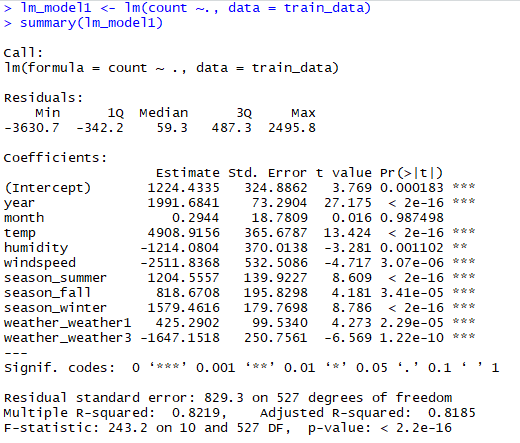 > lm_model1 <- lm(count ~., data = train_data)
> summary(lm_model1)
Call:
lm(formula = count ~ ., data = train_data)
Residuals:
    Min      1Q  Median      3Q     Max
-3630.7  -342.2    59.3   487.3  2495.8
Coefficients:
                   Estimate Std. Error t value Pr(>|t|)
(Intercept)       1224.4335   324.8862   3.769 0.000183 ***
year              1991.6841    73.2904  27.175  < 2e-16 ***
month                0.2944    18.7809   0.016 0.987498
temp              4908.9156   365.6787  13.424  < 2e-16 ***
humidity         -1214.0804   370.0138  -3.281 0.001102 **
windspeed        -2511.8368   532.5086  -4.717 3.07e-06 ***
season_summer     1204.5557   139.9227   8.609  < 2e-16 ***
season_fall        818.6708   195.8298   4.181 3.41e-05 ***
season_winter     1579.4616   179.7698   8.786  < 2e-16 ***
weather_weather1   425.2902    99.5340   4.273 2.29e-05 ***
weather_weather3 -1647.1518   250.7561  -6.569 1.22e-10 ***
---
Signif. codes:  0 ‘***’ 0.001 ‘**’ 0.01 ‘*’ 0.05 ‘.’ 0.1 ‘ ’ 1
Residual standard error: 829.3 on 527 degrees of freedom
Multiple R-squared:  0.8219,    Adjusted R-squared:  0.8185
F-statistic: 243.2 on 10 and 527 DF,  p-value: < 2.2e-16